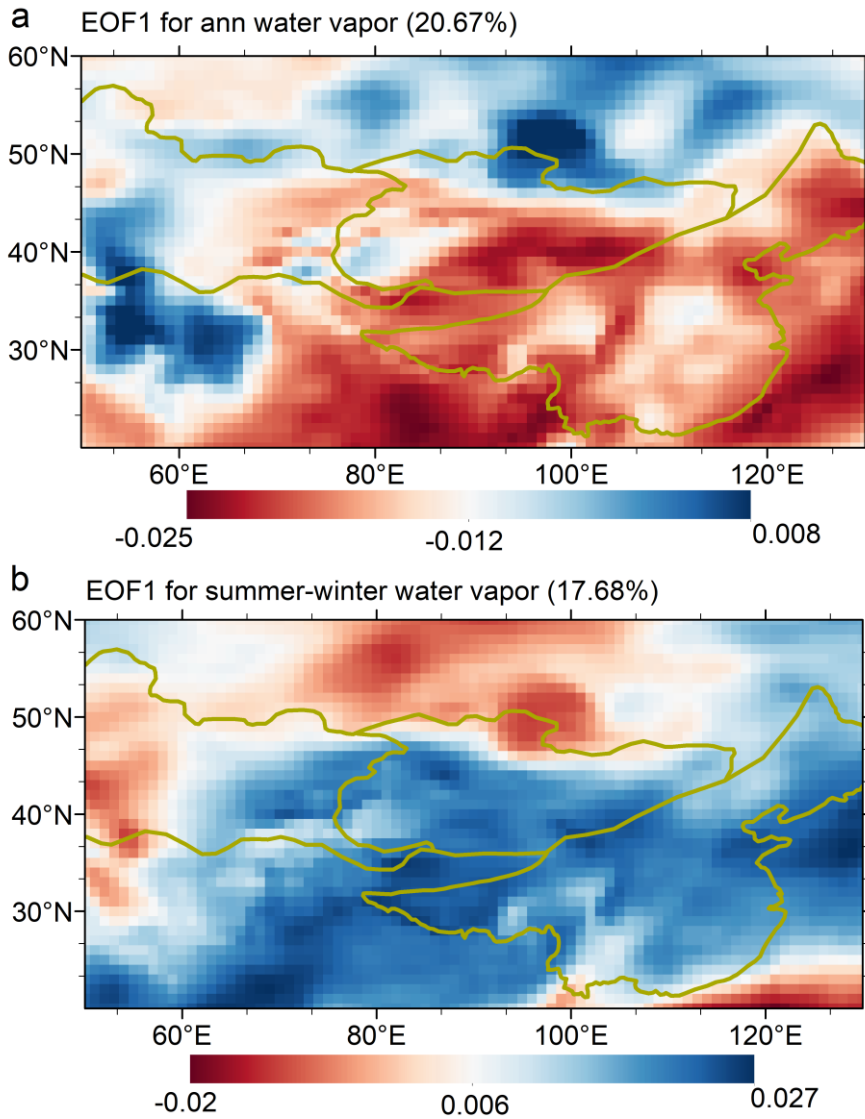 a
EOF1 for ann water vapor (20.67%)
60°N
50°N
40°N
30°N
60°E 80°E 100°E 120°E
-0.025 -0.012 0.008
b
EOF1 for summer-winter water vapor (17.68%)
60°N
50°N
40°N
30°N
60°E 80°E 100°E 120°E
-0.02 0.006 0.027